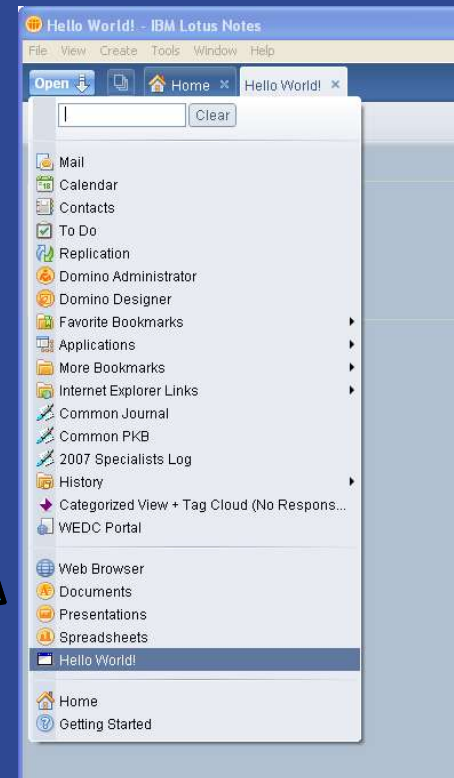 Hello World! - IBM Lotus Notes
File View Create Tools Window Help
Open Home Hello World!
Clear
Mail
Calendar
Contacts
To Do
Replication
Domino Administrator
Domino Designer
Favorite Bookmarks
Applications
More Bookmarks
Internet Explorer Links
Common Journal
Common PKB
2007 Specialists Log
History
Categorized View + Tag Cloud (No Respons...
WEDC Portal
Web Browser
Documents
Presentations
Spreadsheets
Hello World!
Home
Getting Started